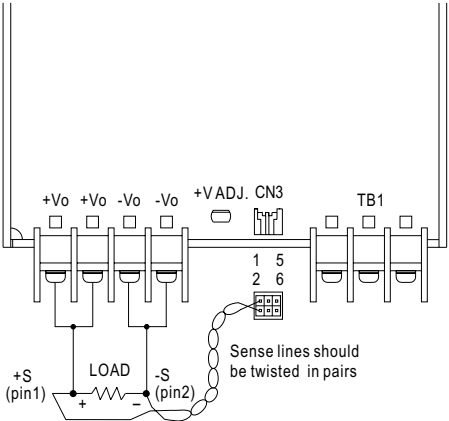 +Vo +Vo -Vo -Vo +V ADJ. CN3 TB1
1 5
2 6
Sense lines should
be twisted in pairs
+S
(pin1)
LOAD
-S
(pin2)
+ −